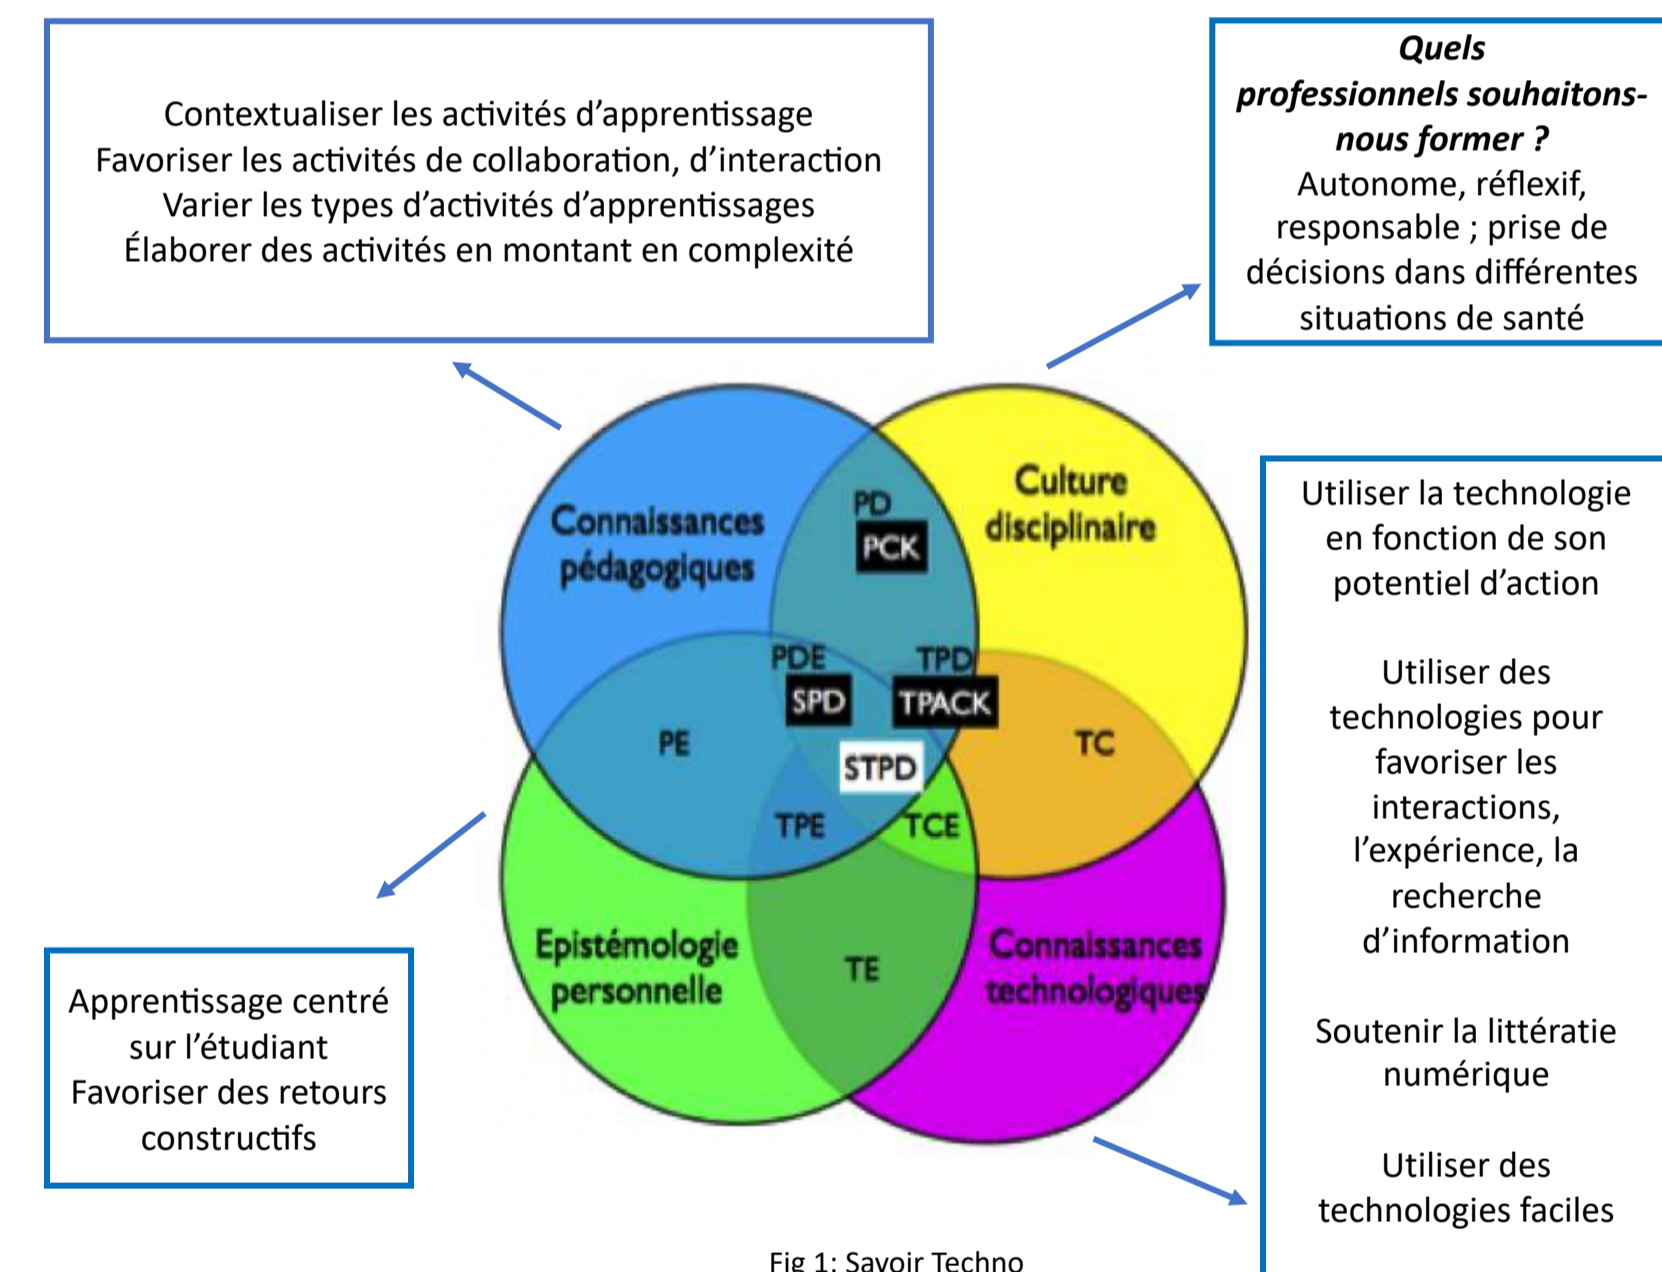 Contextualiser les activités d’apprentissage
Favoriser les activités de collaboration, d’interaction
Varier les types d’activités d’apprentissages
Élaborer des activités en montant en complexité
Quels
professionnels souhaitons-
nous former ?
Autonome, réflexif,
responsable ; prise de
décisions dans différentes
situations de santé
Connaissances
pédagogiques
PD
PCK
Culture
disciplinaire
PDE
SPD
TPD
TPACK
PE
STPD
TC
TPE
TCE
Epistémologie
personnelle
TE
Connaissances
technologiques
Utiliser la technologie
en fonction de son
potentiel d’action
Utiliser des
technologies pour
favoriser les
interactions,
l’expérience, la
recherche
d’information
Soutenir la littératie
numérique
Utiliser des
technologies faciles
Apprentissage centré
sur l’étudiant
Favoriser des retours
constructifs
Fig 1: Savoir Techno